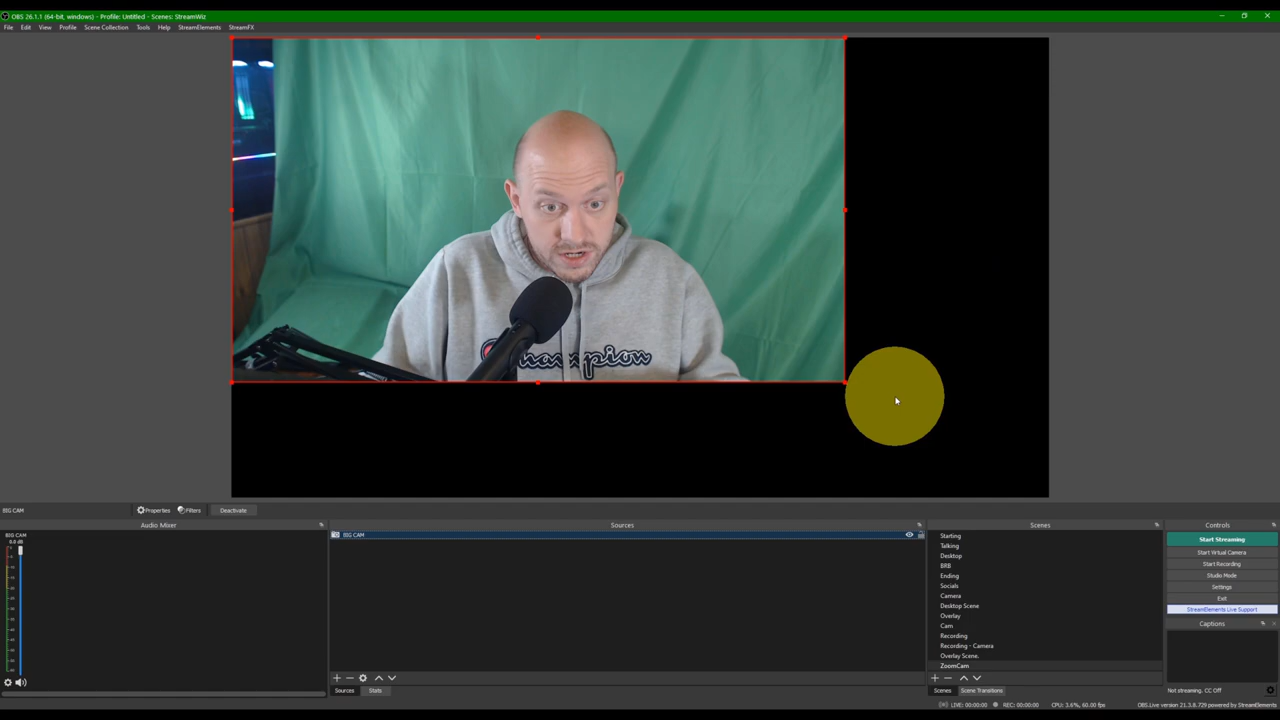 OBS 26.1.1 (64-bit, windows) - Profile: Untitled - Scenes: StreamWiz
File Edit View Profile Scene Collection Tools Help StreamElements StreamFX
Champion
BIG CAM Properties Filters Deactivate
Audio Mixer
BIG CAM
0.0 dB
Sources
BIG CAM
Sources Stats
Scenes
Starting
Talking
Desktop
BRB
Ending
Socials
Camera
Desktop Scene
Overlay
Cam
Recording
Recording - Camera
Overlay Scene.
ZoomCam
Scenes Scene Transitions
Controls
Start Streaming
Start Virtual Camera
Start Recording
Studio Mode
Settings
Exit
StreamElements Live Support
Captions
Not streaming. CC Off
LIVE: 00:00:00 REC: 00:00:00 CPU: 3.6%, 60.00 fps OBS.Live version 21.3.8.729 powered by StreamElements